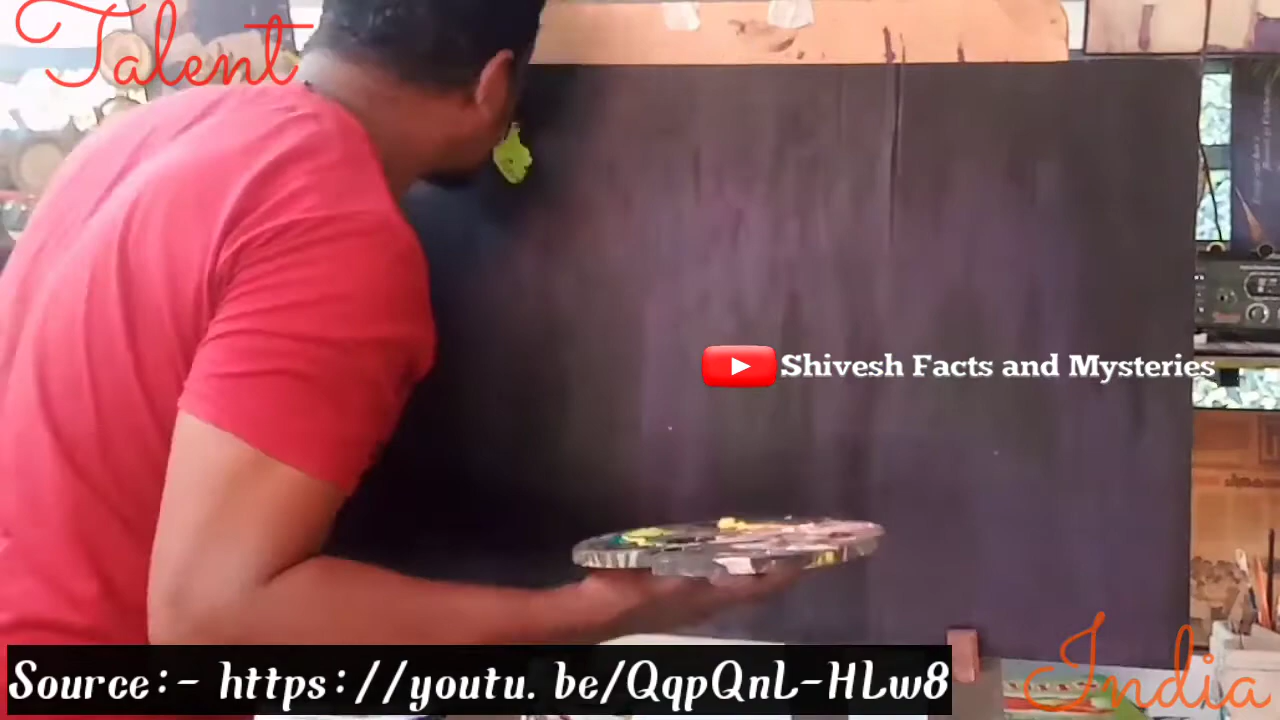 Talent
Shivesh Facts and Mysteries
Source:- https://youtu. be/QqpQnL-HLw8
India